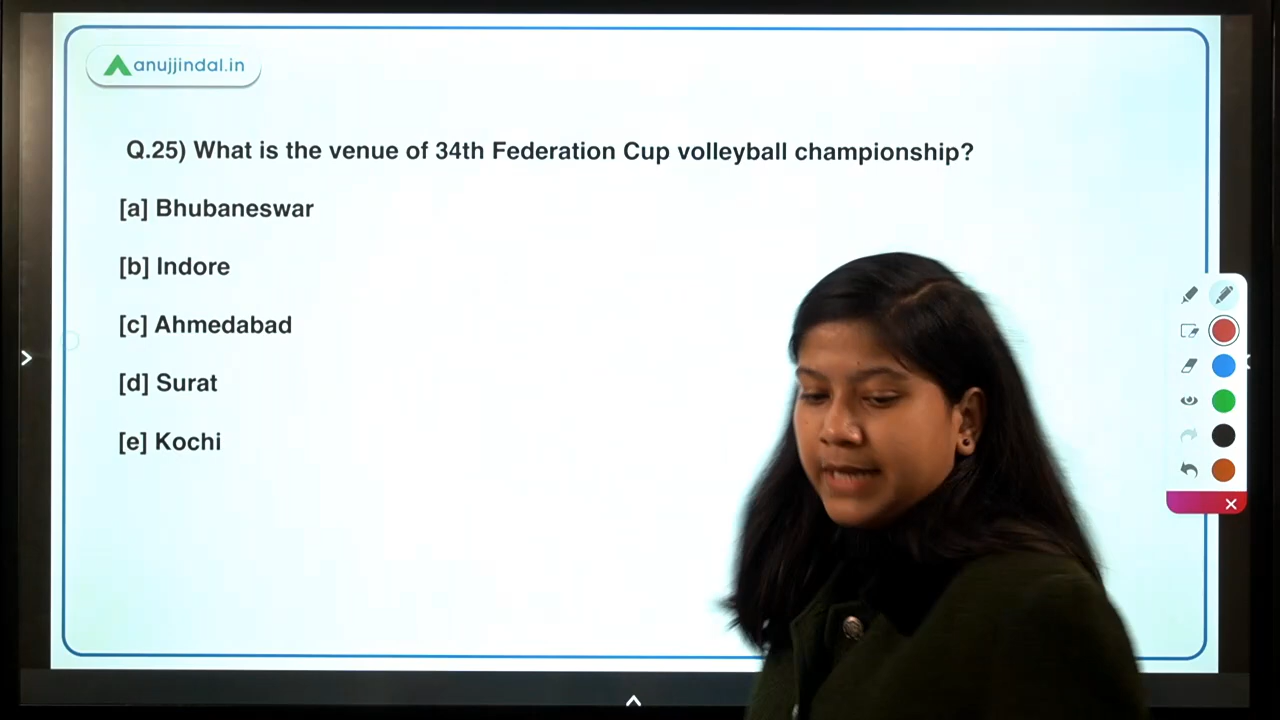 anujjindal.in
Q.25) What is the venue of 34th Federation Cup volleyball championship?
[a] Bhubaneswar
[b] Indore
[c] Ahmedabad
[d] Surat
[e] Kochi